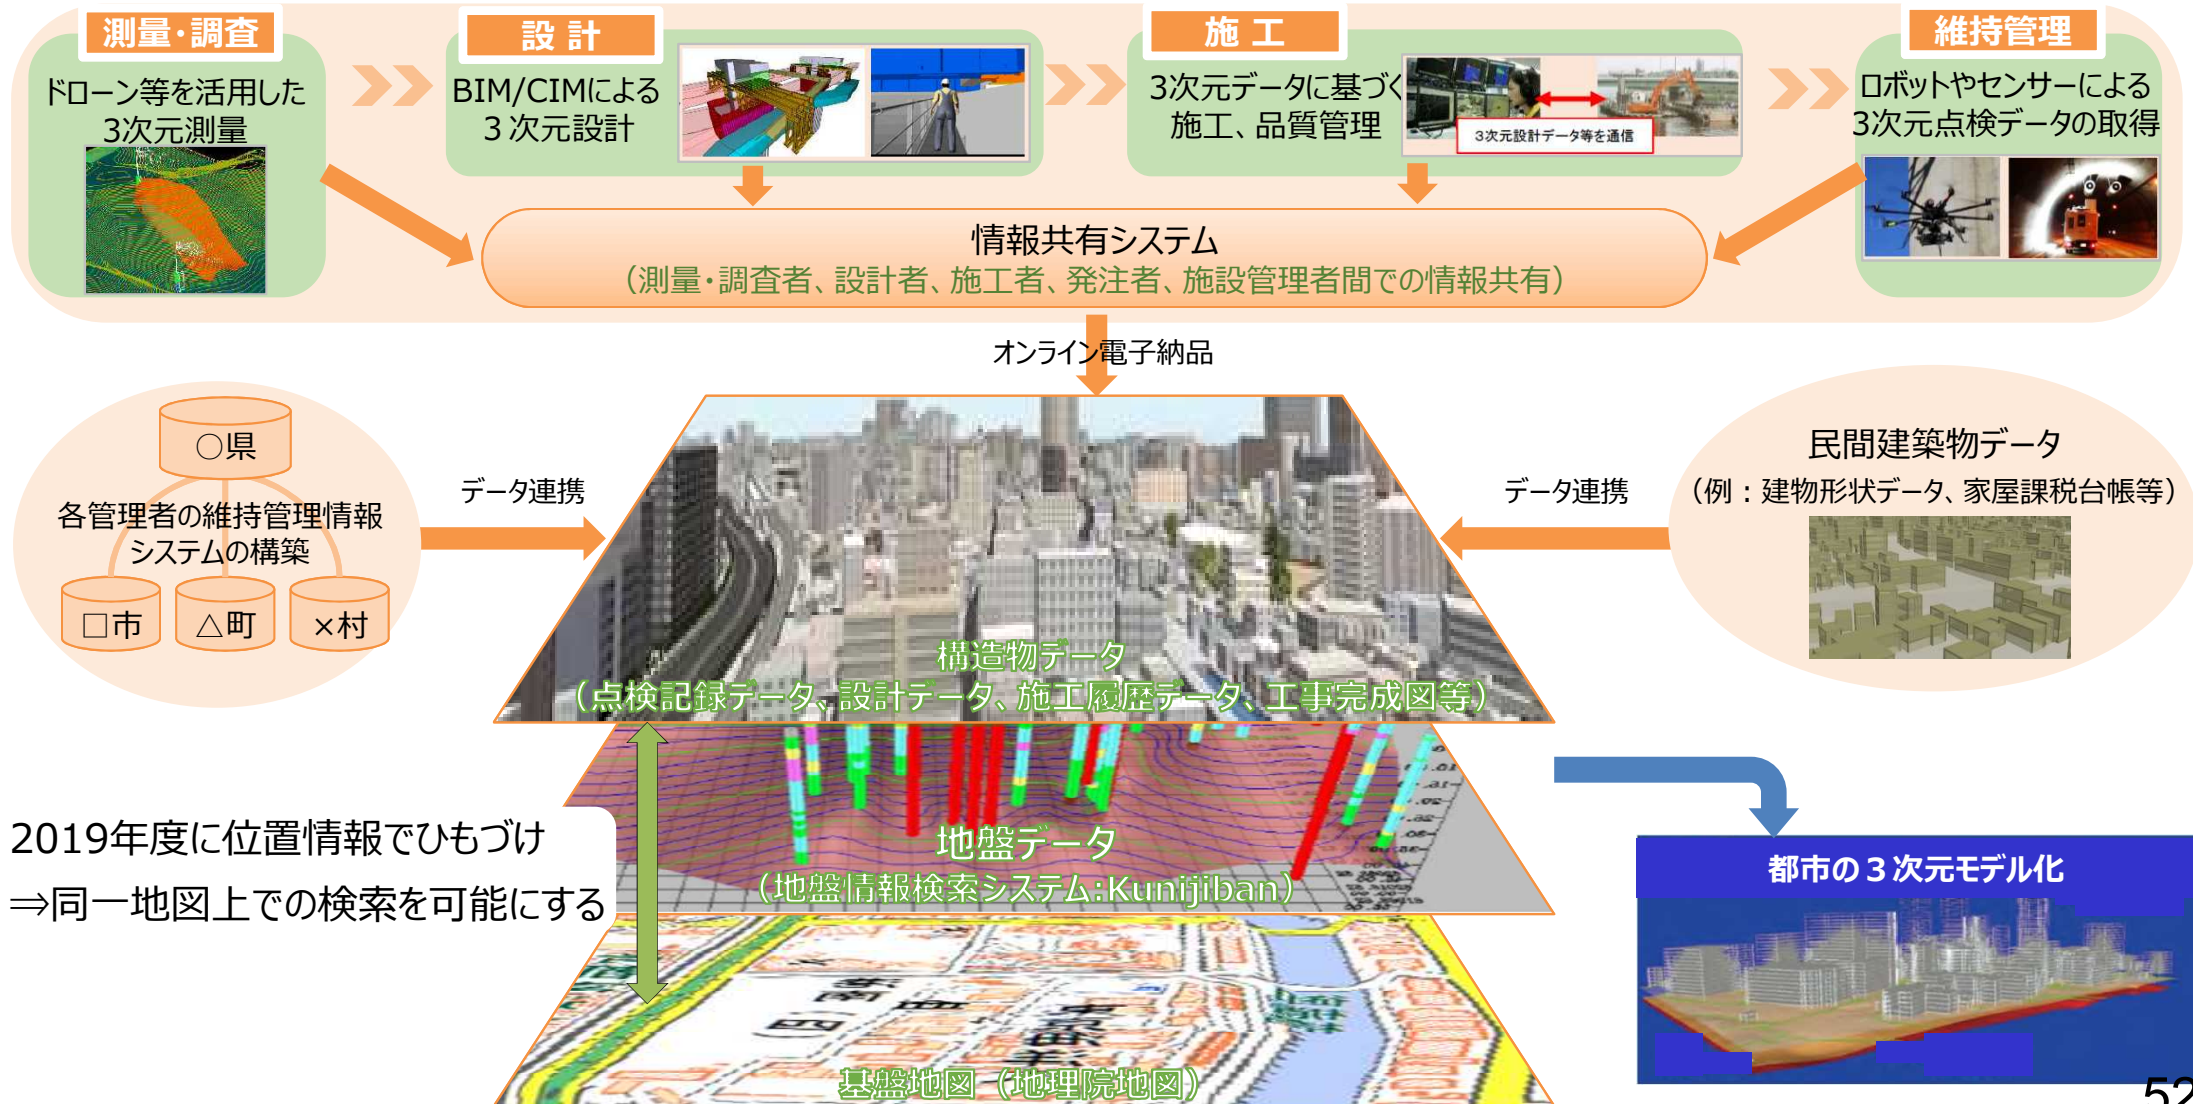 測量・調査
ドローン等を活用した
3次元測量
設 計
BIM/CIMによる
３次元設計
施 工
3次元データに基づく
施工、品質管理
3次元設計データ等を通信
維持管理
ロボットやセンサーによる
3次元点検データの取得
情報共有システム
（測量・調査者、設計者、施工者、発注者、施設管理者間での情報共有）
オンライン電子納品
○県
各管理者の維持管理情報
システムの構築
□市
△町
×村
データ連携
データ連携
民間建築物データ
（例：建物形状データ、家屋課税台帳等）
構造物データ
（点検記録データ、設計データ、施工履歴データ、工事完成図等）
2019年度に位置情報でひもづけ
⇒同一地図上での検索を可能にする
地盤データ
（地盤情報検索システム:Kunijiban）
都市の３次元モデル化
基盤地図（地理院地図）
52